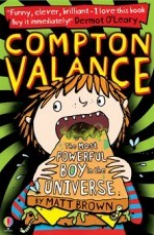 "Funny, clever, brilliant - I love this book
Buy it immediately!" Dermot O'Leary
COMPTON
VALANCE
THE MOST
POWERFUL
BOY in the
UNIVERSE
BY MATT BROWN